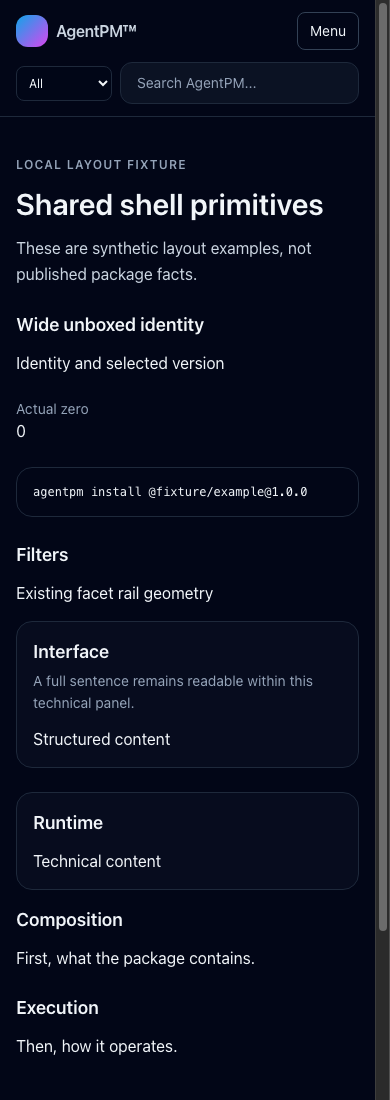 AgentPM™
Menu
All
Search AgentPM...
LOCAL LAYOUT FIXTURE
Shared shell primitives
These are synthetic layout examples, not
published package facts.
Wide unboxed identity
Identity and selected version
Actual zero
0
agentpm install @fixture/example@1.0.0
Filters
Existing facet rail geometry
Interface
A full sentence remains readable within this
technical panel.
Structured content
Runtime
Technical content
Composition
First, what the package contains.
Execution
Then, how it operates.